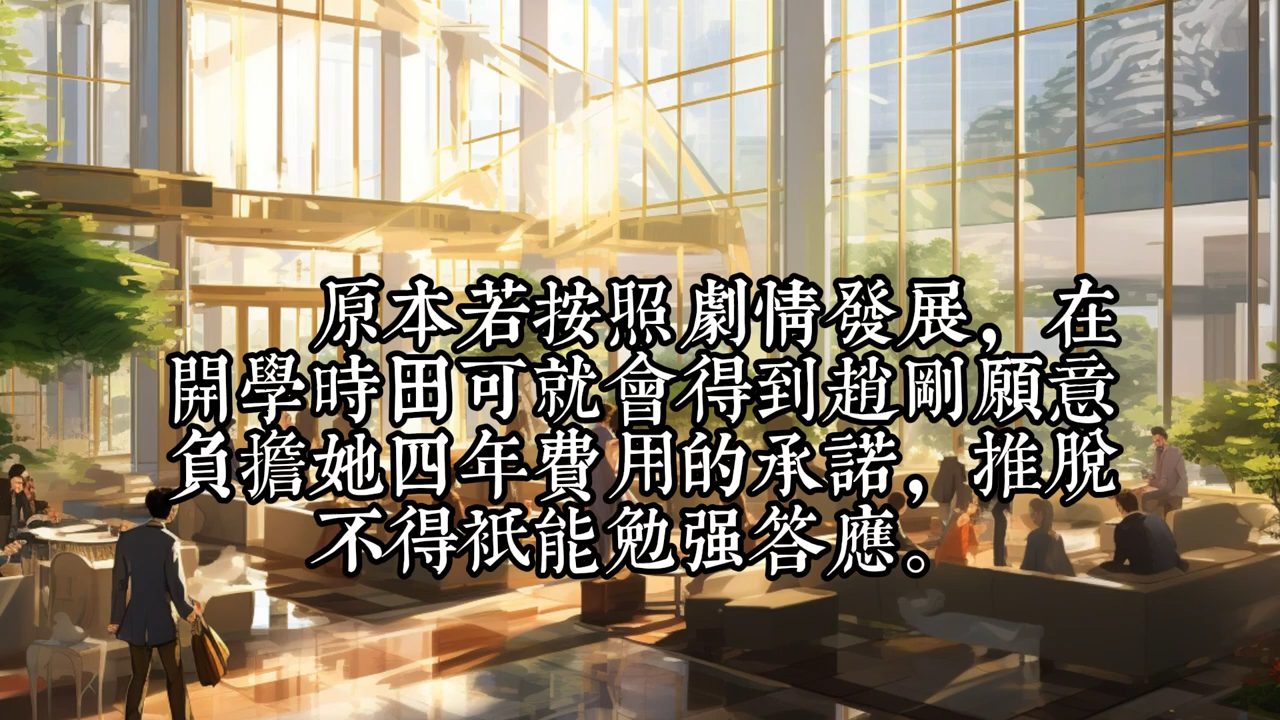 原本若按照劇情發展，在
開學時田可就會得到趙剛願意
負擔她四年費用的承諾，推脫
不得衹能勉强答應。